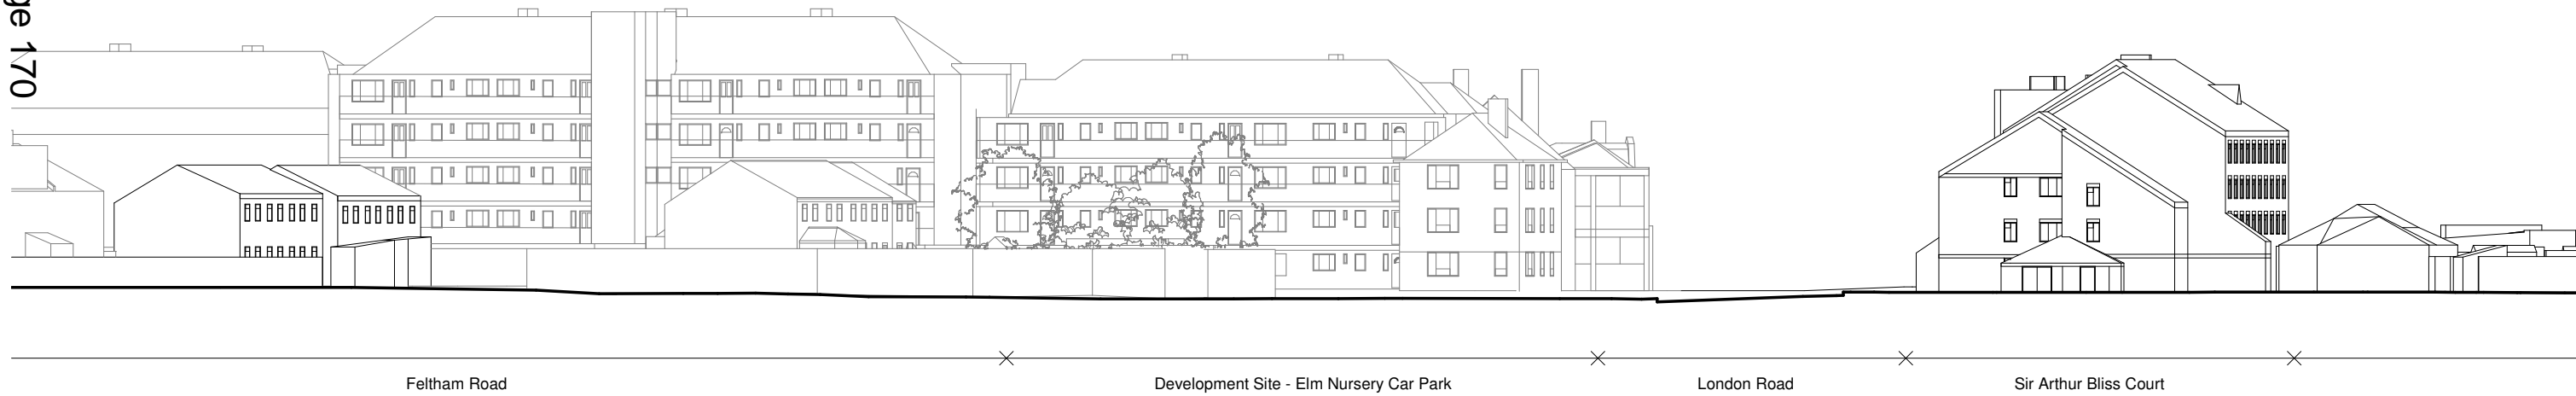 ge 170
Feltham Road
Development Site - Elm Nursery Car Park
London Road
Sir Arthur Bliss Court